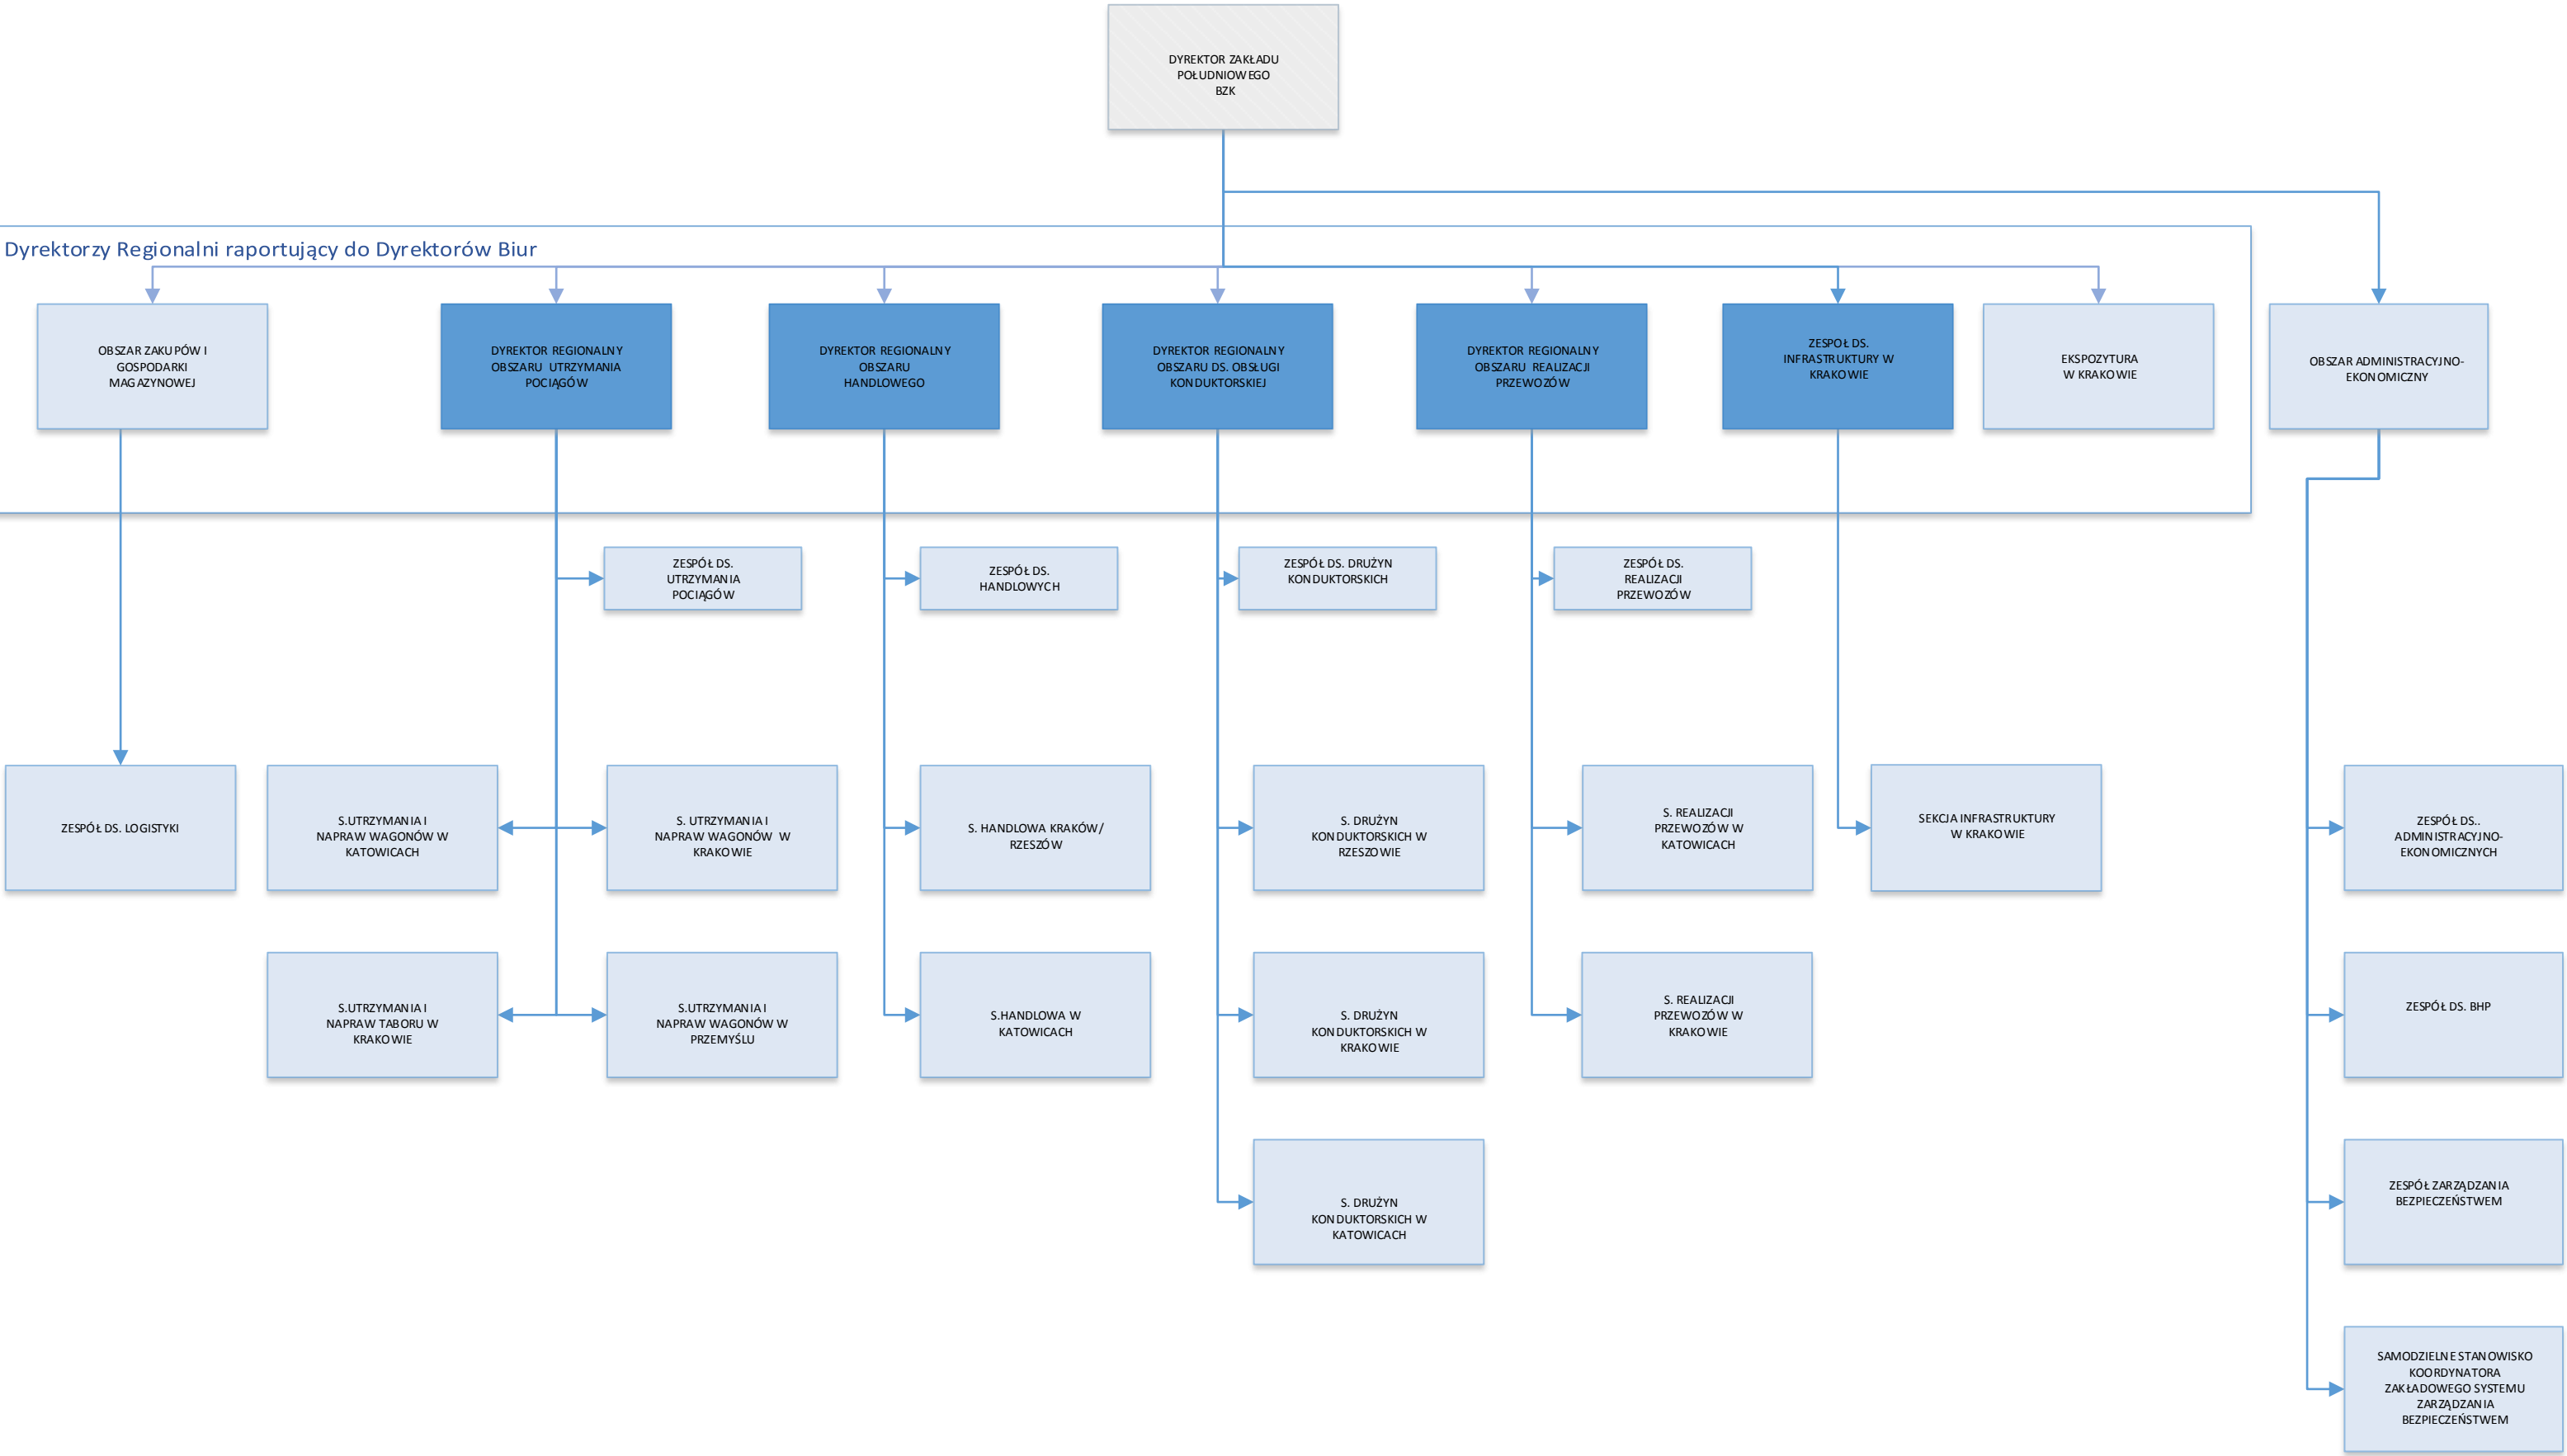 DYREKTOR ZAKŁADU
POŁUDNIOWEGO
BZK
Dyrektorzy Regionalni raportujący do Dyrektorów Biur
OBSZAR ZAKUPÓW I
GOSPODARKI
MAGAZYNOWEJ
DYREKTOR REGIONALNY
OBSZARU UTRZYMANIA
POCIĄGÓW
DYREKTOR REGIONALNY
OBSZARU
HANDLOWEGO
DYREKTOR REGIONALNY
OBSZARU DS. OBSŁUGI
KONDUKTORSKIEJ
DYREKTOR REGIONALNY
OBSZARU REALIZACJI
PRZEWOZÓW
ZESPÓŁ DS.
INFRASTRUKTURY W
KRAKOWIE
EKSPOZYTURA
W KRAKOWIE
OBSZAR ADMINISTRACYJNO-
EKONOMICZNY
ZESPÓŁ DS.
UTRZYMANIA
POCIĄGÓW
ZESPÓŁ DS.
HANDLOWYCH
ZESPÓŁ DS. DRUŻYN
KONDUKTORSKICH
ZESPÓŁ DS.
REALIZACJI
PRZEWOZÓW
ZESPÓŁ DS. LOGISTYKI
S.UTRZYMANIA I
NAPRAW WAGONÓW W
KATOWICACH
S. UTRZYMANIA I
NAPRAW WAGONÓW W
KRAKOWIE
S. HANDLOWA KRAKÓW/
RZESZÓW
S. DRUŻYN
KONDUKTORSKICH W
RZESZOWIE
S. REALIZACJI
PRZEWOZÓW W
KATOWICACH
SEKCJA INFRASTRUKTURY
W KRAKOWIE
ZESPÓŁ DS..
ADMINISTRACYJNO-
EKONOMICZNYCH
S.UTRZYMANIA I
NAPRAW TABORU W
KRAKOWIE
S.UTRZYMANIA I
NAPRAW WAGONÓW W
PRZEMYŚLU
S.HANDLOWA W
KATOWICACH
S. DRUŻYN
KONDUKTORSKICH W
KRAKOWIE
S. REALIZACJI
PRZEWOZÓW W
KRAKOWIE
ZESPÓŁ DS. BHP
S. DRUŻYN
KONDUKTORSKICH W
KATOWICACH
ZESPÓŁ ZARZĄDZANIA
BEZPIECZEŃSTWEM
SAMODZIELNE STANOWISKO
KOORDYNATORA
ZAKŁADOWEGO SYSTEMU
ZARZĄDZANIA
BEZPIECZEŃSTWEM